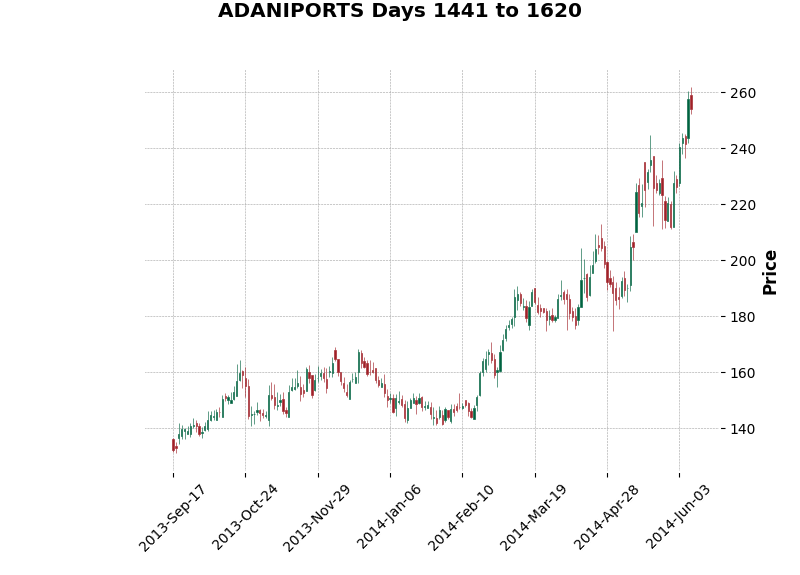 ADANIPORTS Days 1441 to 1620
260
240
220
200
180
160
140
Price
2013-Sep-17
2013-Oct-24
2013-Nov-29
2014-Jan-06
2014-Feb-10
2014-Mar-19
2014-Apr-28
2014-Jun-03